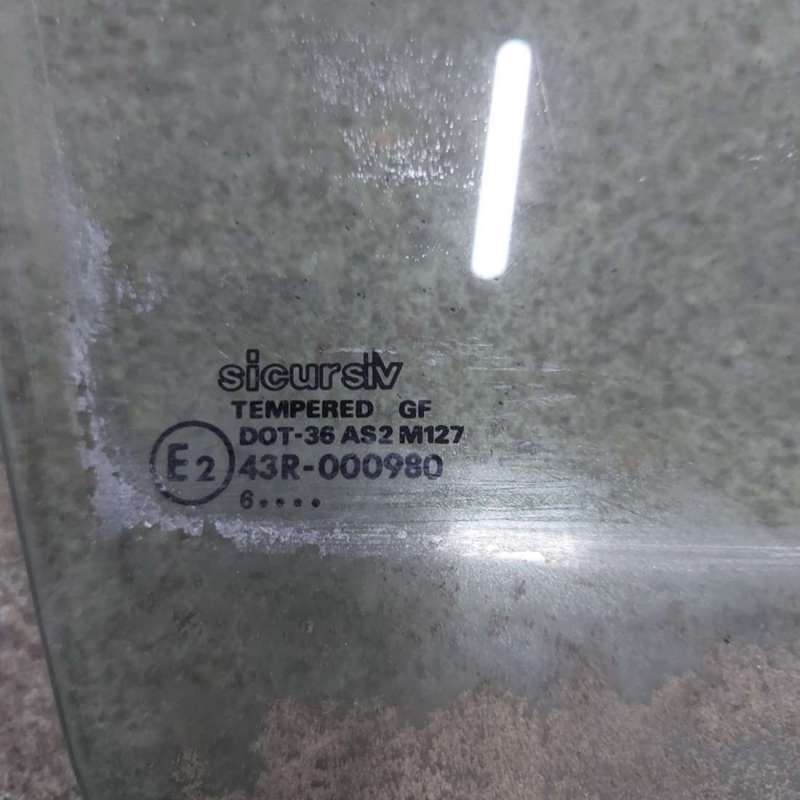 sicursiv
TEMPERED GF
DOT-36 AS2 M127
E2 43R-000980
6....